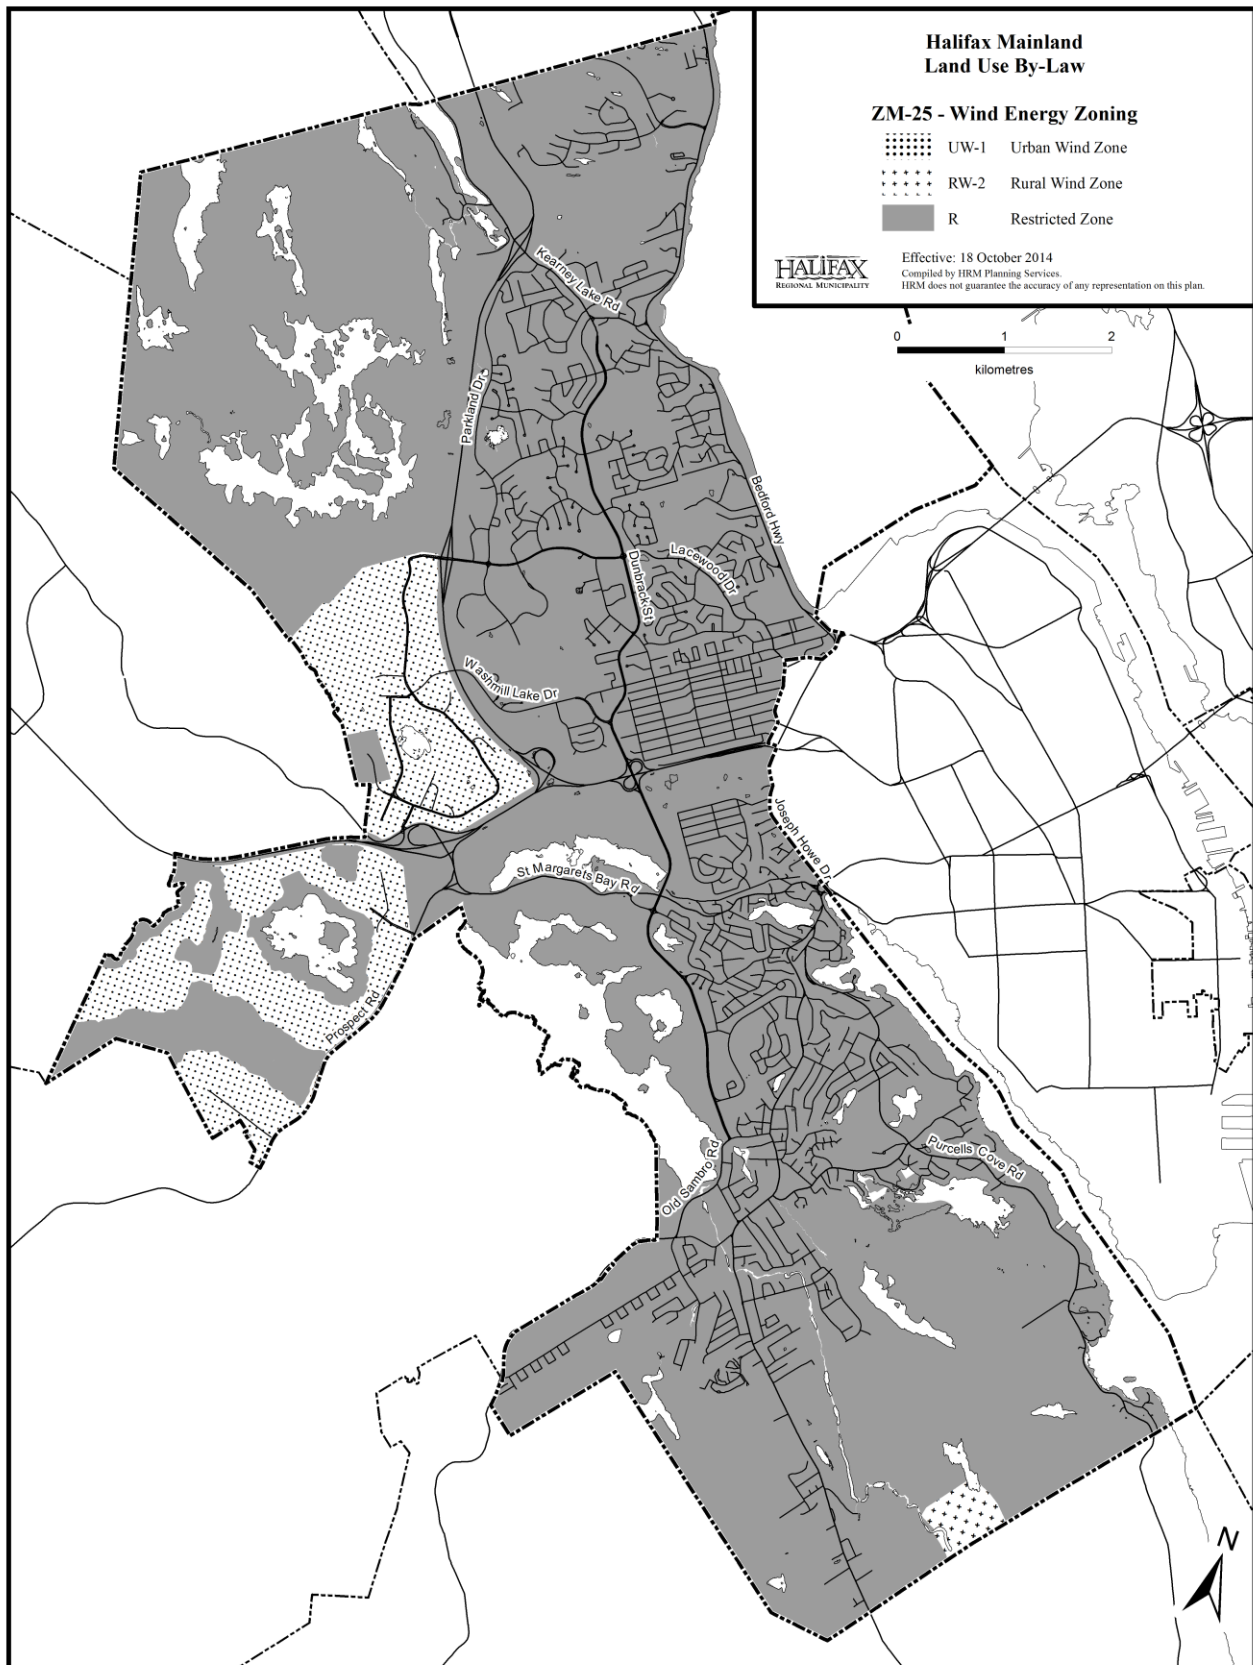 Halifax Mainland
Land Use By-Law
ZM-25 - Wind Energy Zoning
UW-1 Urban Wind Zone
RW-2 Rural Wind Zone
R Restricted Zone
HALIFAX
REGIONAL MUNICIPALITY
Effective: 18 October 2014
Compiled by HRM Planning Services.
HRM does not guarantee the accuracy of any representation on this plan.
0 1 2
kilometres
Kearney Lake Rd
Parkland Dr
Bedford Hwy
Lacewood Dr
Dunbrack St
Washmill Lake Dr
Joseph Howe Dr
St Margarets Bay Rd
Prospect Rd
Purcells Cove Rd
Old Sambro Rd
N